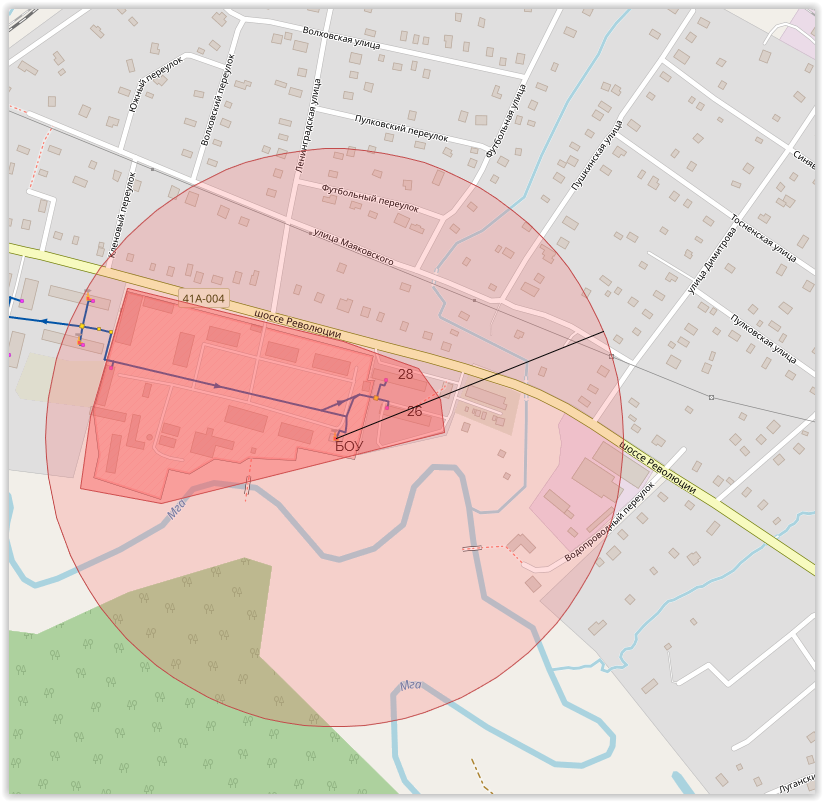 Волховская улица
Южный переулок
Волховский переулок
Ленинградская улица
Пулковский переулок
Футбольная улица
Пушкинская улица
Синяв
Кленовый переулок
Футбольный переулок
улица Маяковского
Тосненская улица
улица Димитрова
41А-004
шоссе Революции
Пулковская улица
28
26
БОУ
шоссе Революции
Мга
Водопроводный переулок
Мга
Лугански